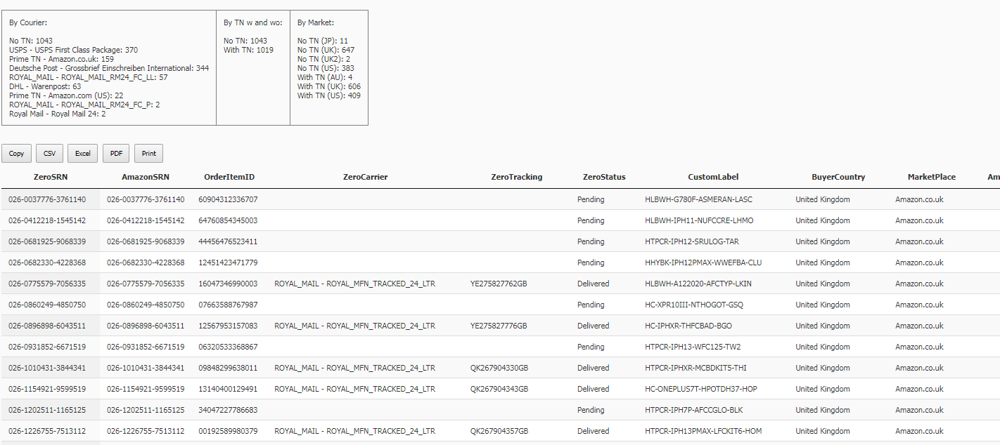 By Courier:
No TN: 1043
USPS - USPS First Class Package: 370
Prime TN - Amazon.co.uk: 159
Deutsche Post - Grossbrief Einschreiben International: 344
ROYAL_MAIL - ROYAL_MAIL_RM24_FC_LL: 57
DHL - Warenpost: 63
Prime TN - Amazon.com (US): 22
ROYAL_MAIL - ROYAL_MAIL_RM24_FC_P: 2
Royal Mail - Royal Mail 24: 2
By TN w and wo:
No TN: 1043
With TN: 1019
By Market:
No TN (JP): 11
No TN (UK): 647
No TN (UK2): 2
No TN (US): 383
With TN (AU): 4
With TN (UK): 606
With TN (US): 409
Copy CSV Excel PDF Print
ZeroSRN AmazonSRN OrderItemID ZeroCarrier ZeroTracking ZeroStatus CustomLabel BuyerCountry MarketPlace Am
026-0037776-3761140 026-0037776-3761140 60904312336707 Pending HLBWH-G780F-ASMERAN-LASC United Kingdom Amazon.co.uk
026-0412218-1545142 026-0412218-1545142 64760854345003 Pending HLBWH-IPH11-NUFCCRE-LHMO United Kingdom Amazon.co.uk
026-0681925-9068339 026-0681925-9068339 44456476523411 Pending HTPCR-IPH12-SRULOG-TAR United Kingdom Amazon.co.uk
026-0682330-4228368 026-0682330-4228368 12451423471779 Pending HHYBK-IPH12PMAX-WWEFBA-CLU United Kingdom Amazon.co.uk
026-0775579-7056335 026-0775579-7056335 16047346990003 ROYAL_MAIL - ROYAL_MFN_TRACKED_24_LTR YE275827762GB Delivered HLBWH-A122020-AFCTYP-LKIN United Kingdom Amazon.co.uk
026-0860249-4850750 026-0860249-4850750 07663588767987 Pending HC-XPR10III-NTHOGOT-GSQ United Kingdom Amazon.co.uk
026-0896898-6043511 026-0896898-6043511 12567953157083 ROYAL_MAIL - ROYAL_MFN_TRACKED_24_LTR YE275827776GB Delivered HC-IPHXR-THFCBAD-BGO United Kingdom Amazon.co.uk
026-0931852-6671519 026-0931852-6671519 06320533368867 Pending HTPCR-IPH13-WFC125-TW2 United Kingdom Amazon.co.uk
026-1010431-3844341 026-1010431-3844341 09848299638011 ROYAL_MAIL - ROYAL_MFN_TRACKED_24_LTR QK267904330GB Delivered HTPCR-IPHXR-MCBDKIT5-THI United Kingdom Amazon.co.uk
026-1154921-9599519 026-1154921-9599519 13140400129491 ROYAL_MAIL - ROYAL_MFN_TRACKED_24_LTR QK267904343GB Delivered HC-ONEPLUS7T-HPOTDH37-HOP United Kingdom Amazon.co.uk
026-1202511-1165125 026-1202511-1165125 34047227786683 Pending HTPCR-IPH7P-AFCCGLO-BLK United Kingdom Amazon.co.uk
026-1226755-7513112 026-1226755-7513112 00192589980379 ROYAL_MAIL - ROYAL_MFN_TRACKED_24_LTR QK267904357GB Delivered HTPCR-IPH13PMAX-LFCKIT6-HOM United Kingdom Amazon.co.uk